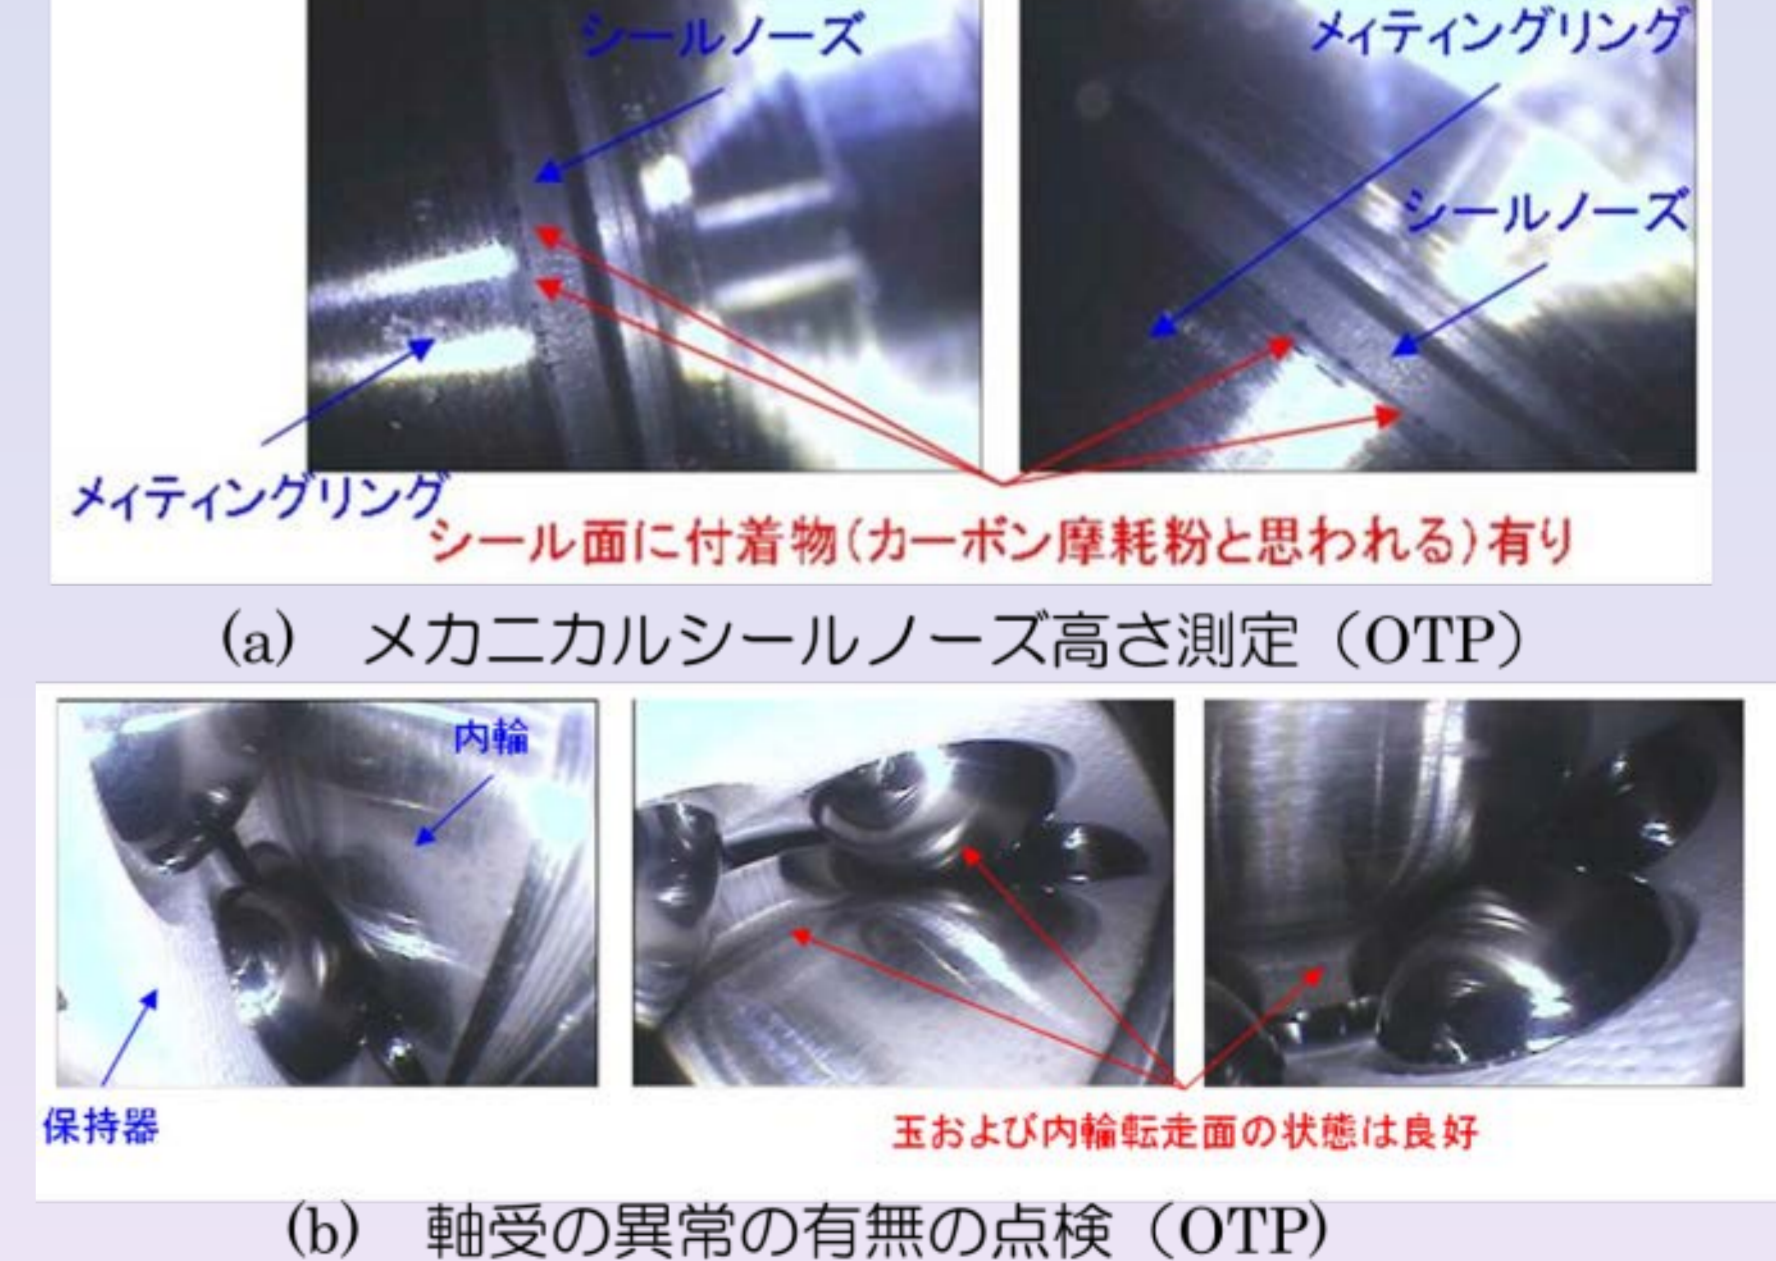 シールノーズ
メィティングリング
シールノーズ
メィティングリング
シール面に付着物(カーボン摩耗粉と思われる)有り
(a) メカニカルシールノーズ高さ測定(OTP)
内輪
保持器
玉および内輪転走面の状態は良好
(b) 軸受の異常の有無の点検(OTP)